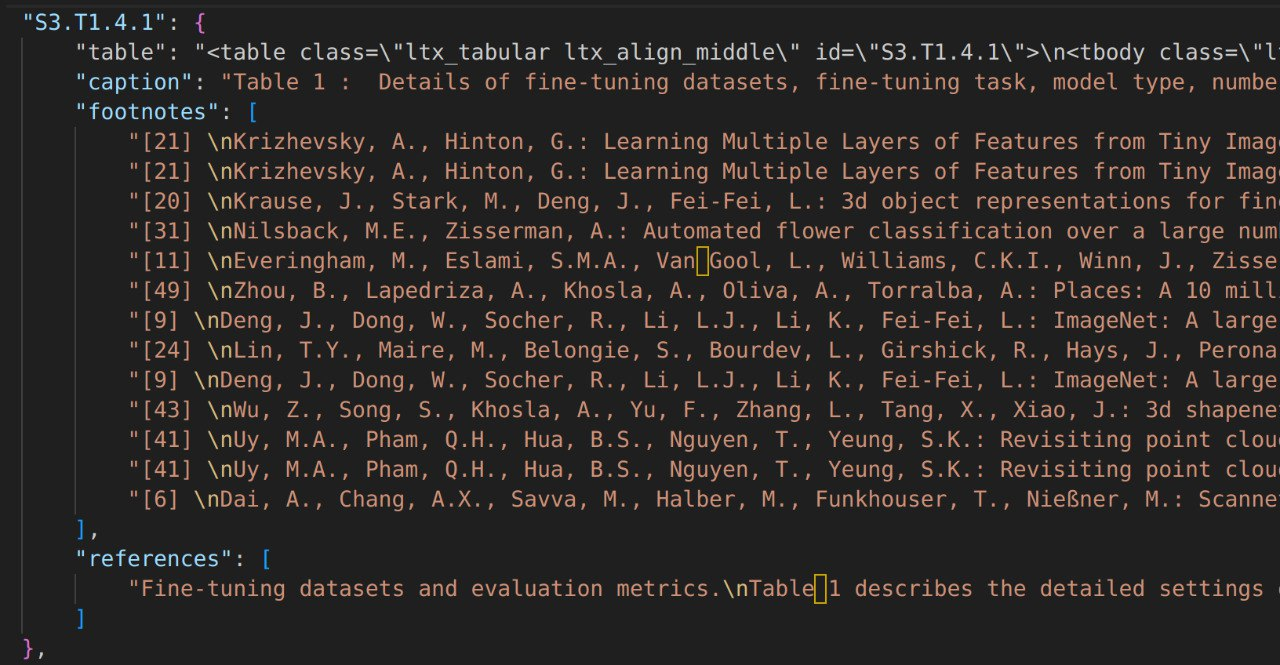 "S3.T1.4.1": {
"table": "<table class=\"ltx_tabular ltx_align_middle\" id=\"S3.T1.4.1\">\n<tbody class=\"l
"caption": "Table 1 :  Details of fine-tuning datasets, fine-tuning task, model type, numbe
"footnotes": [
"[21] \nKrizhevsky, A., Hinton, G.: Learning Multiple Layers of Features from Tiny Imag
"[21] \nKrizhevsky, A., Hinton, G.: Learning Multiple Layers of Features from Tiny Imag
"[20] \nKrause, J., Stark, M., Deng, J., Fei-Fei, L.: 3d object representations for fin
"[31] \nNilsback, M.E., Zisserman, A.: Automated flower classification over a large num
"[11] \nEveringham, M., Eslami, S.M.A., Van Gool, L., Williams, C.K.I., Winn, J., Zisse
"[49] \nZhou, B., Lapedriza, A., Khosla, A., Oliva, A., Torralba, A.: Places: A 10 mill
"[9] \nDeng, J., Dong, W., Socher, R., Li, L.J., Li, K., Fei-Fei, L.: ImageNet: A large
"[24] \nLin, T.Y., Maire, M., Belongie, S., Bourdev, L., Girshick, R., Hays, J., Perona
"[9] \nDeng, J., Dong, W., Socher, R., Li, L.J., Li, K., Fei-Fei, L.: ImageNet: A large
"[43] \nWu, Z., Song, S., Khosla, A., Yu, F., Zhang, L., Tang, X., Xiao, J.: 3d shapene
"[41] \nUy, M.A., Pham, Q.H., Hua, B.S., Nguyen, T., Yeung, S.K.: Revisiting point clou
"[41] \nUy, M.A., Pham, Q.H., Hua, B.S., Nguyen, T., Yeung, S.K.: Revisiting point clou
"[6] \nDai, A., Chang, A.X., Savva, M., Halber, M., Funkhouser, T., Nießner, M.: Scanne
],
"references": [
"Fine-tuning datasets and evaluation metrics.\nTable 1 describes the detailed settings
]
},